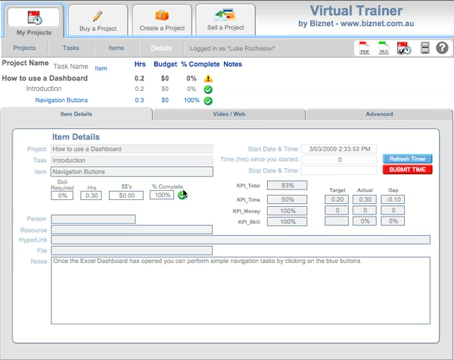 Virtual Trainer
by Biznet - www.biznet.com.au
My Projects
Buy a Project
Create a Project
Sell a Project
Projects
Tasks
Items
Details
Logged in as "Luke Rochester"
PDF
XLS
?
Project Name
Task Name
Item
Hrs
Budget
% Complete
Notes
How to use a Dashboard
0.2
$0
0%
Introduction
0.2
$0
0%
Navigation Buttons
0.3
$0
100%
Item Details
Video / Web
Advanced
Item Details
Project
How to use a Dashboard
Task
Introduction
Item
Navigation Buttons
Start Date & Time:
3/03/2009 2:33:53 PM
Time (hr) since you started:
0
Stop Date & Time:
Refresh Timer
SUBMIT TIME
Skill Required
Hrs
$$'s
% Complete
0%
0.30
$0.00
100%
KPI_Total
83%
Target
Actual
Gap
KPI_Time
50%
0.20
0.30
-0.10
KPI_Money
100%
0
0
0
KPI_Skill
100%
0%
0%
0%
Person
Resource
HyperLink
File
Notes
Once the Excel Dashboard has opened you can perform simple navigation tasks by clicking on the blue buttons.